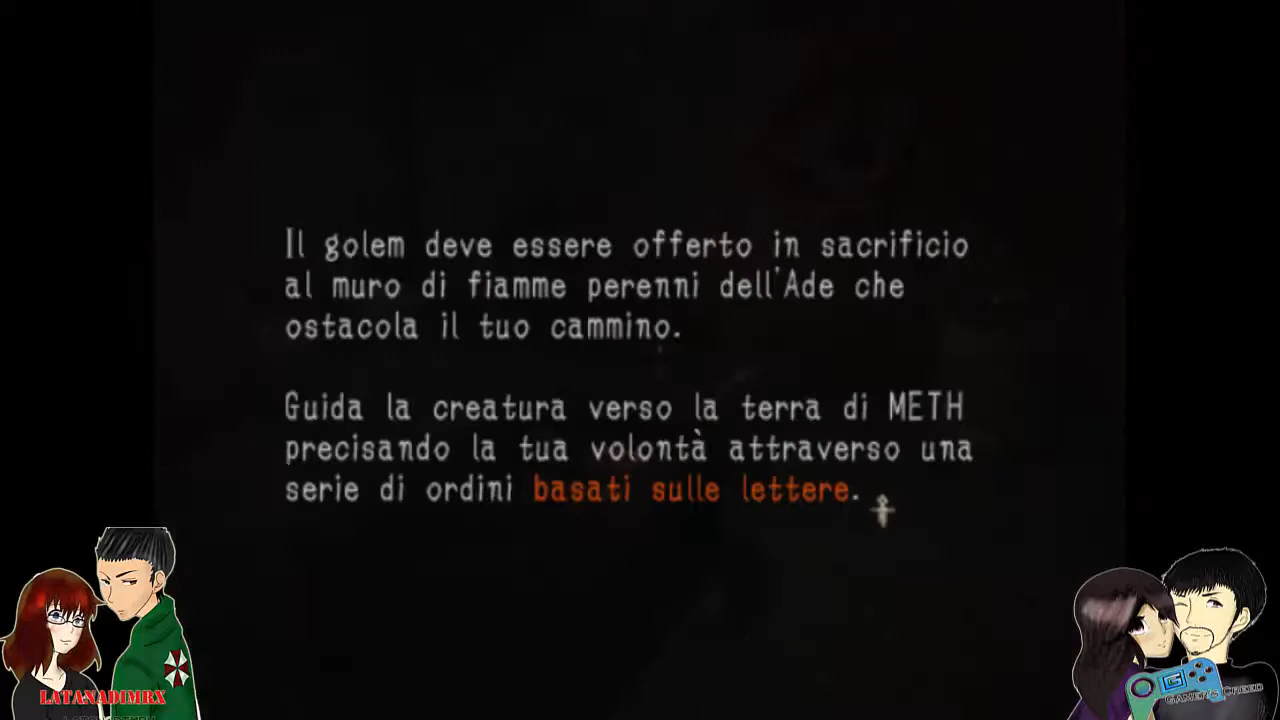 Il golem deve essere offerto in sacrificio
al muro di fiamme perenni dell'Ade che
ostacola il tuo cammino.
Guida la creatura verso la terra di METH
precisando la tua volontà attraverso una
serie di ordini basati sulle lettere.
LATANADIMRX
GAMER'S CREED